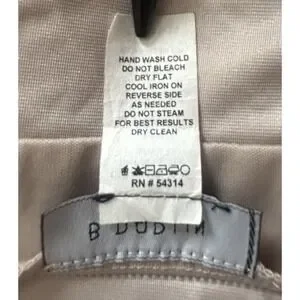 HAND WASH COLD
DO NOT BLEACH
DRY FLAT
COOL IRON ON
REVERSE SIDE
AS NEEDED
DO NOT STEAM
FOR BEST RESULTS
DRY CLEAN
RN # 54314
B